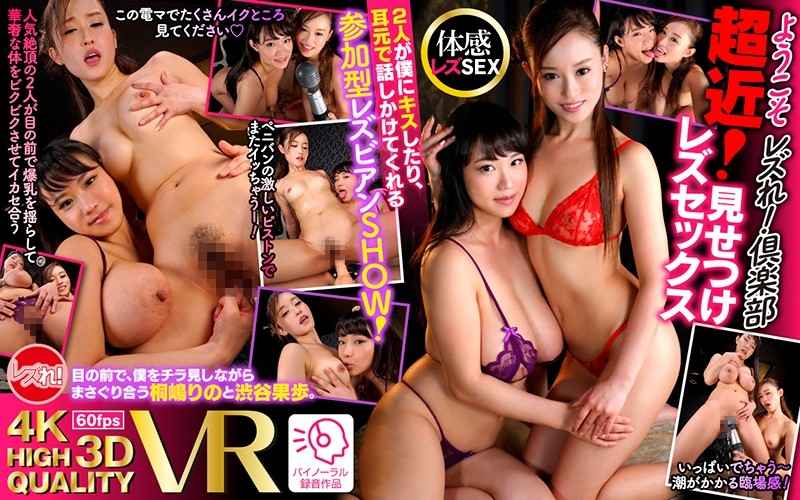 ようこそ
レズれ!倶楽部
超近!見せつけ
レズセックス
体感
レズSEX
2人が僕にキスしたり、
耳元で話しかけてくれる
参加型レズビアンSHOW!
この電マでたくさんイクところ
見てください♡
ペニバンの激しいピストンで
またイッちゃうー!
人気絶頂の2人が目の前で爆乳を揺らして
華奢な体をビクビクさせてイカせ合う
レズれ!
目の前で、僕をチラ見しながら
まさぐり合う桐嶋りのと渋谷果歩。
4K
60fps
HIGH 3D
QUALITY
VR
バイノーラル
録音作品
いっぱいでちゃう〜
潮がかかる臨場感!